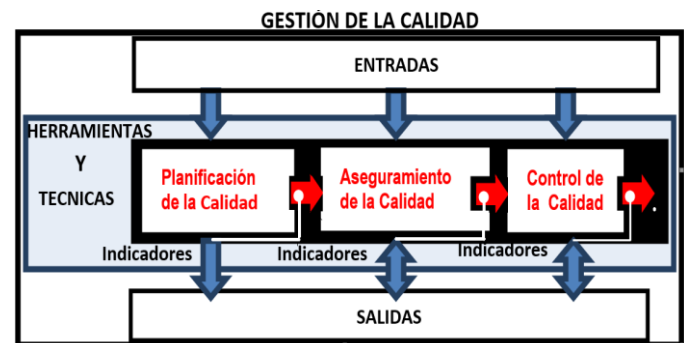 GESTIÓN DE LA CALIDAD
ENTRADAS
HERRAMIENTAS
Y
TECNICAS
Planificación
de la Calidad
Aseguramiento
de la Calidad
Control de
la Calidad
Indicadores
Indicadores
Indicadores
SALIDAS